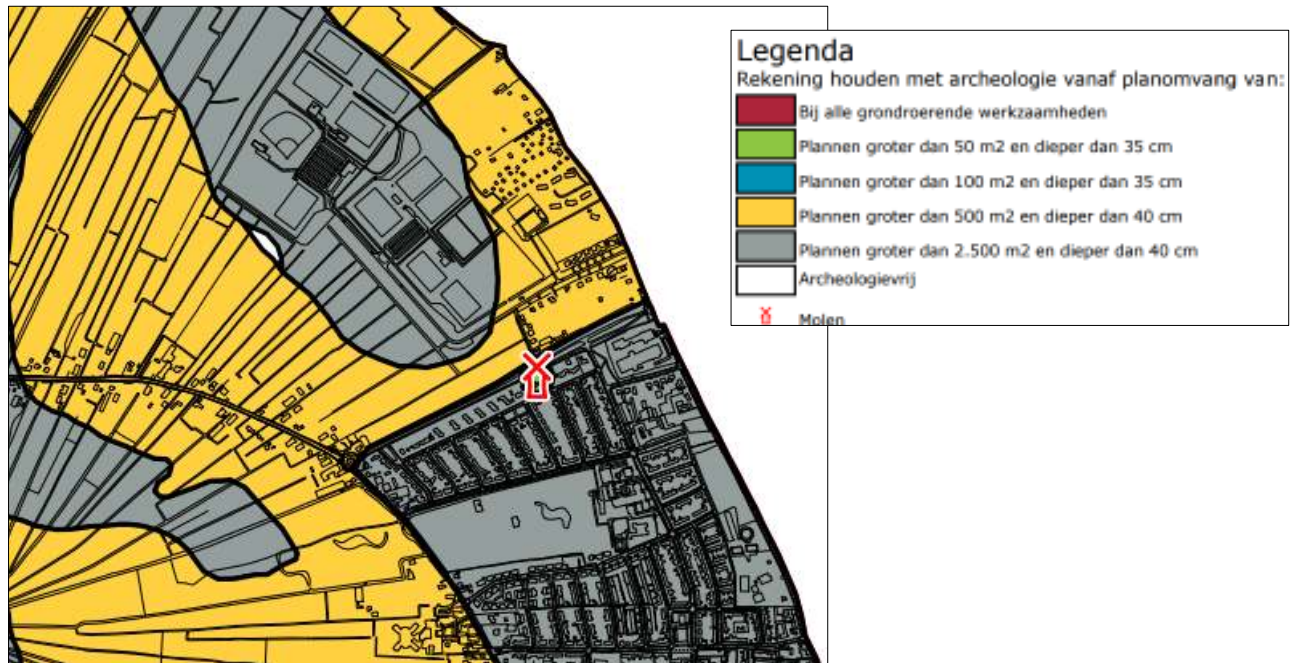 Legenda
Rekening houden met archeologie vanaf planomvang van:
Bij alle grondroerende werkzaamheden
Plannen groter dan 50 m2 en dieper dan 35 cm
Plannen groter dan 100 m2 en dieper dan 35 cm
Plannen groter dan 500 m2 en dieper dan 40 cm
Plannen groter dan 2.500 m2 en dieper dan 40 cm
Archeologievrij
Molen